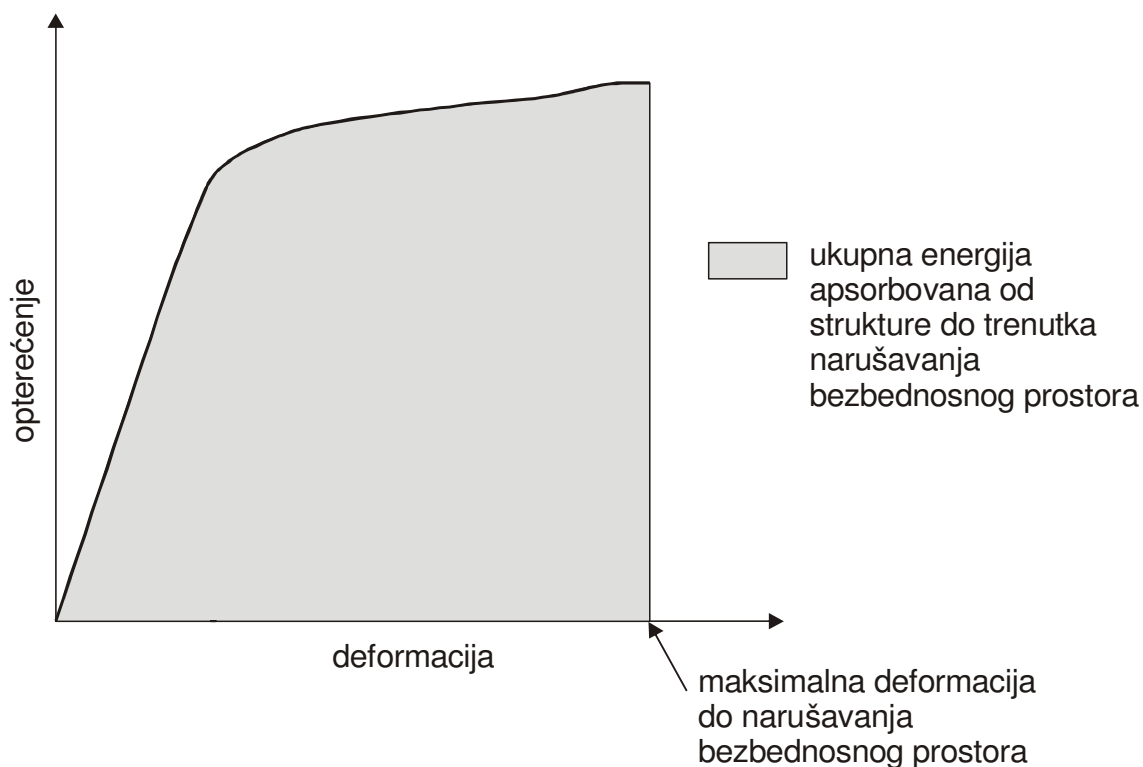 opterećenje
ukupna energija
apsorbovana od
strukture do trenutka
narušavanja
bezbednosnog prostora
deformacija
maksimalna deformacija
do narušavanja
bezbednosnog prostora